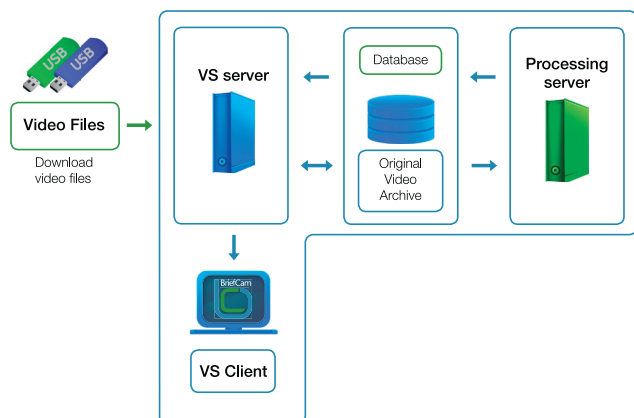 USB
USB
Video Files
Download
video files
VS server
Database
Original
Video
Archive
Processing
server
BriefCam
VS Client